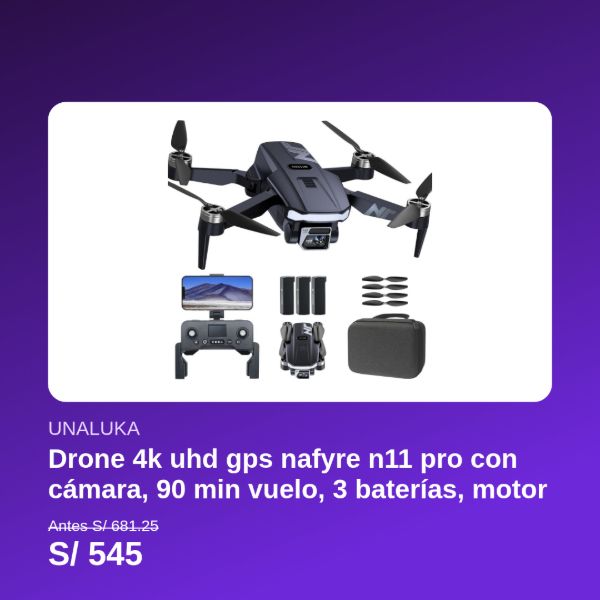 UNALUKA
Drone 4k uhd gps nafyre n11 pro con
cámara, 90 min vuelo, 3 baterías, motor
Antes S/ 681.25
S/ 545